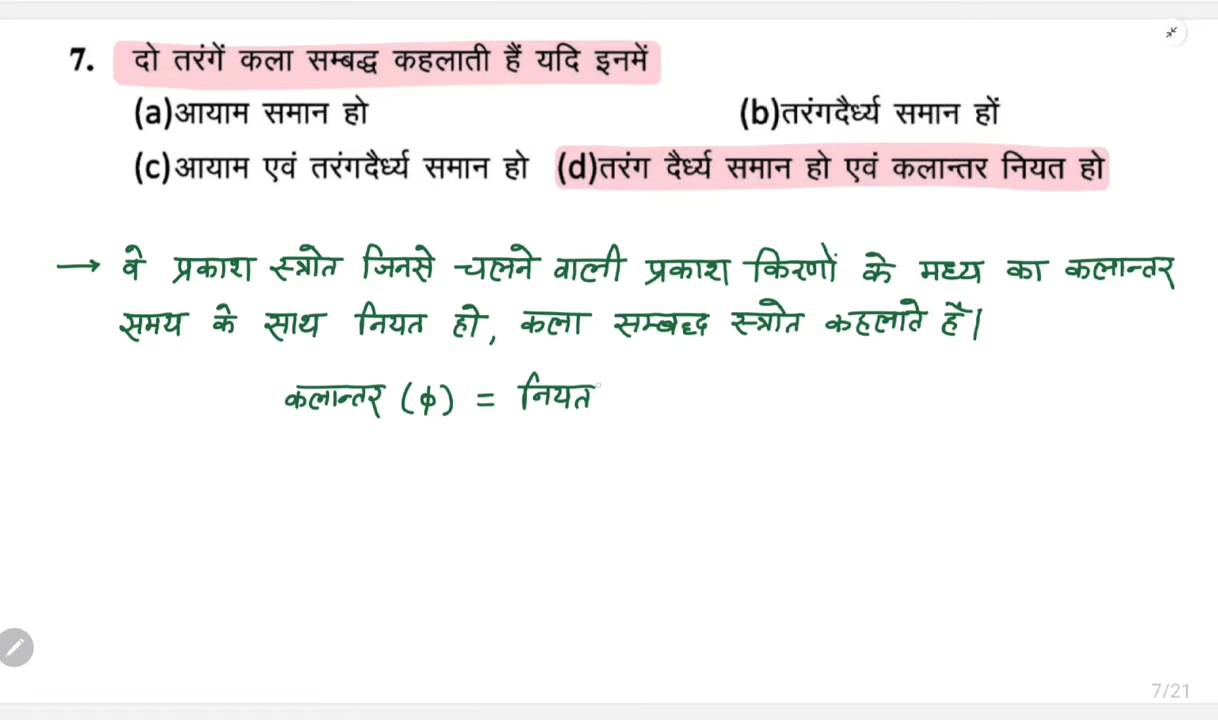 7. दो तरंगें कला सम्बद्ध कहलाती हैं यदि इनमें
(a)आयाम समान हो (b)तरंगदैर्ध्य समान हों
(c)आयाम एवं तरंगदैर्ध्य समान हो (d)तरंग दैर्ध्य समान हो एवं कलान्तर नियत हो
→ वे प्रकाश स्त्रोत जिनसे चलने वाली प्रकाश किरणों के मध्य का कलान्तर
समय के साथ नियत हो, कला सम्बद्ध स्त्रोत कहलाते है।
कलान्तर (ϕ) = नियत
7/21